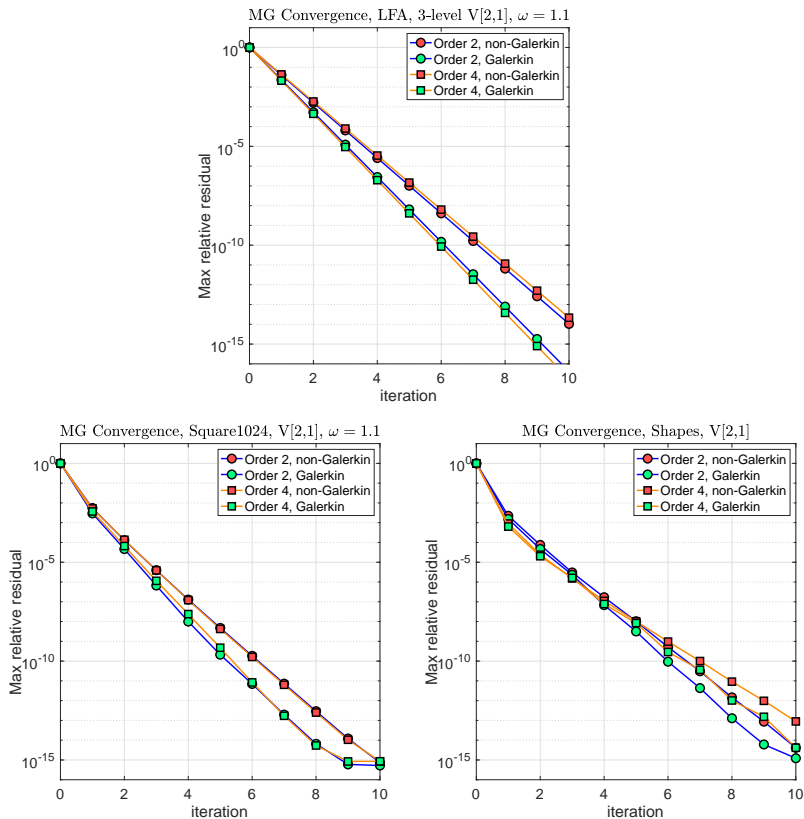 MG Convergence, LFA, 3-level V[2,1], ω = 1.1
Order 2, non-Galerkin
Order 2, Galerkin
Order 4, non-Galerkin
Order 4, Galerkin
10^0
10^-5
10^-10
10^-15
Max relative residual
0 2 4 6 8 10
iteration
MG Convergence, Square1024, V[2,1], ω = 1.1
Order 2, non-Galerkin
Order 2, Galerkin
Order 4, non-Galerkin
Order 4, Galerkin
10^0
10^-5
10^-10
10^-15
Max relative residual
0 2 4 6 8 10
iteration
MG Convergence, Shapes, V[2,1]
Order 2, non-Galerkin
Order 2, Galerkin
Order 4, non-Galerkin
Order 4, Galerkin
10^0
10^-5
10^-10
10^-15
Max relative residual
0 2 4 6 8 10
iteration